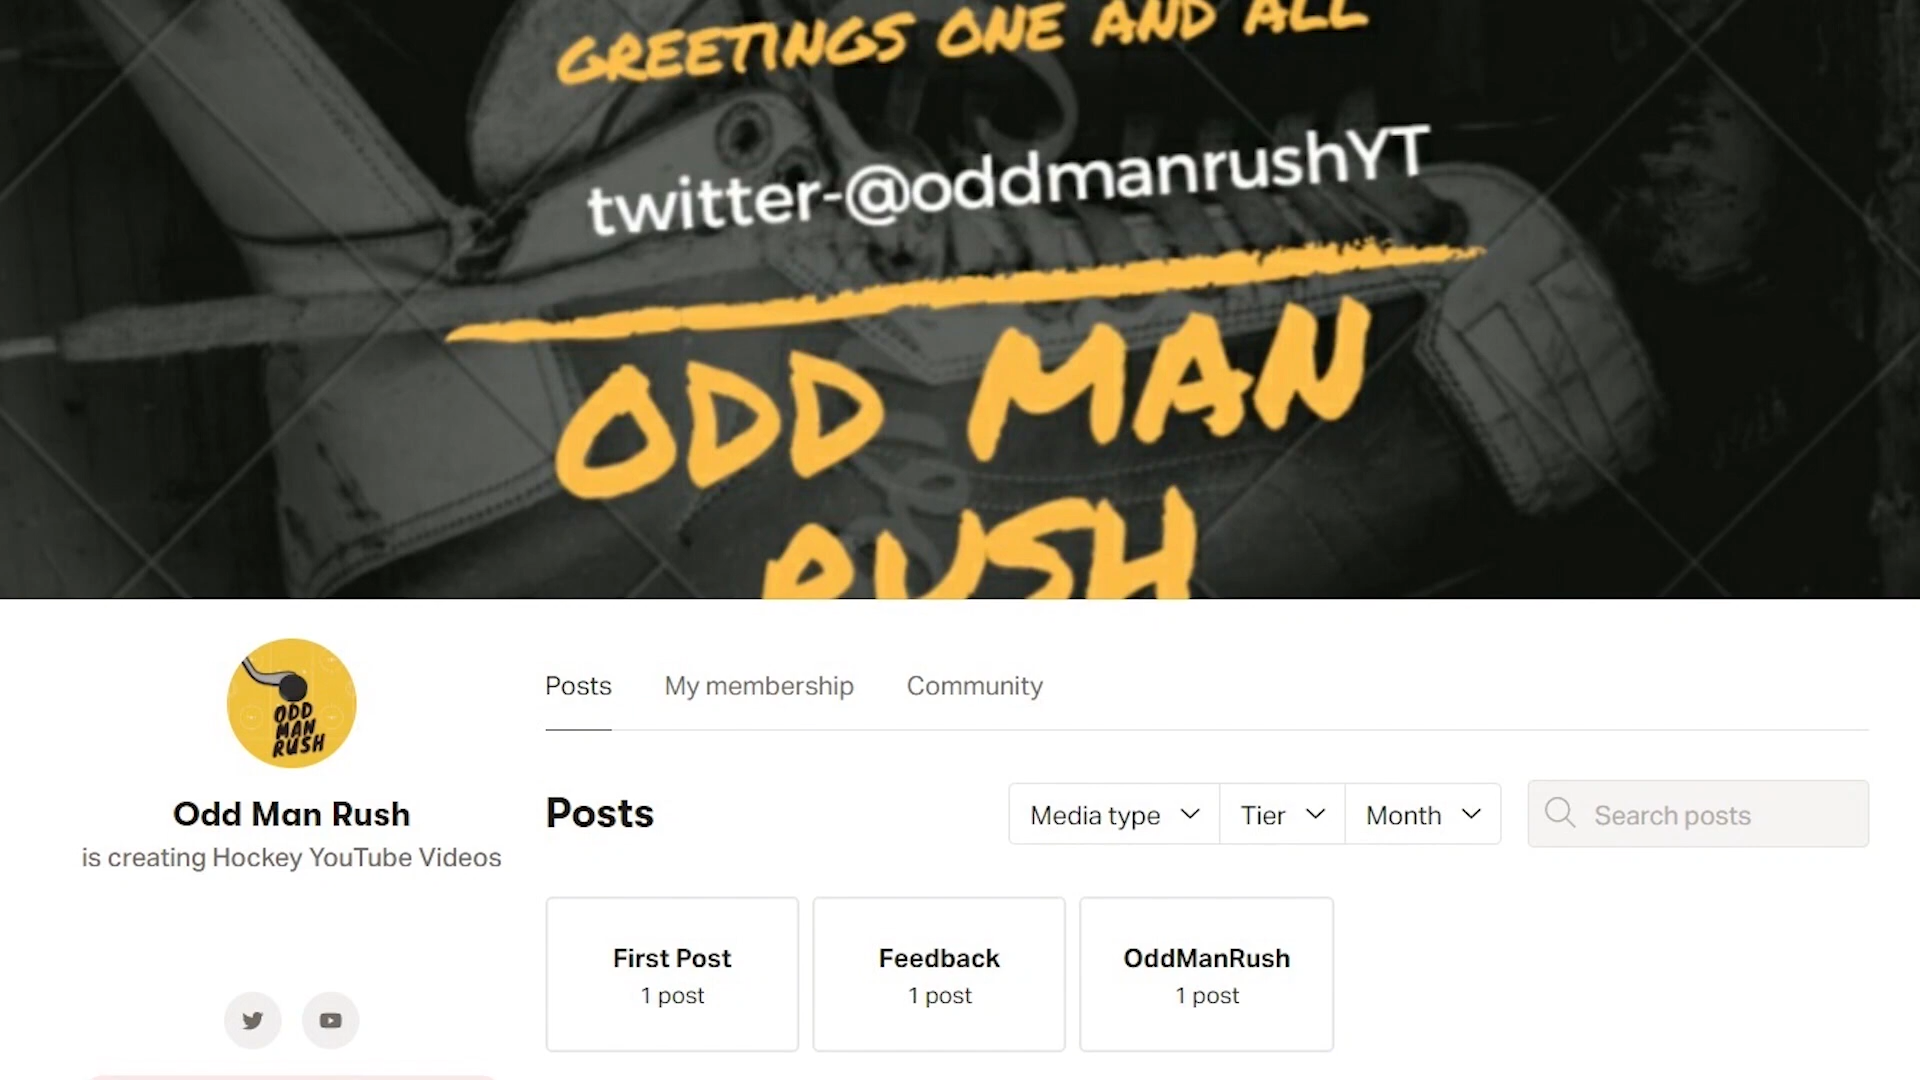 GREETINGS ONE AND ALL
twitter-@oddmanrushYT
ODD MAN
RUSH
ODD
MAN
RUSH
Odd Man Rush
is creating Hockey YouTube Videos
Posts
My membership
Community
Posts
Media type
Tier
Month
Search posts
First Post
1 post
Feedback
1 post
OddManRush
1 post